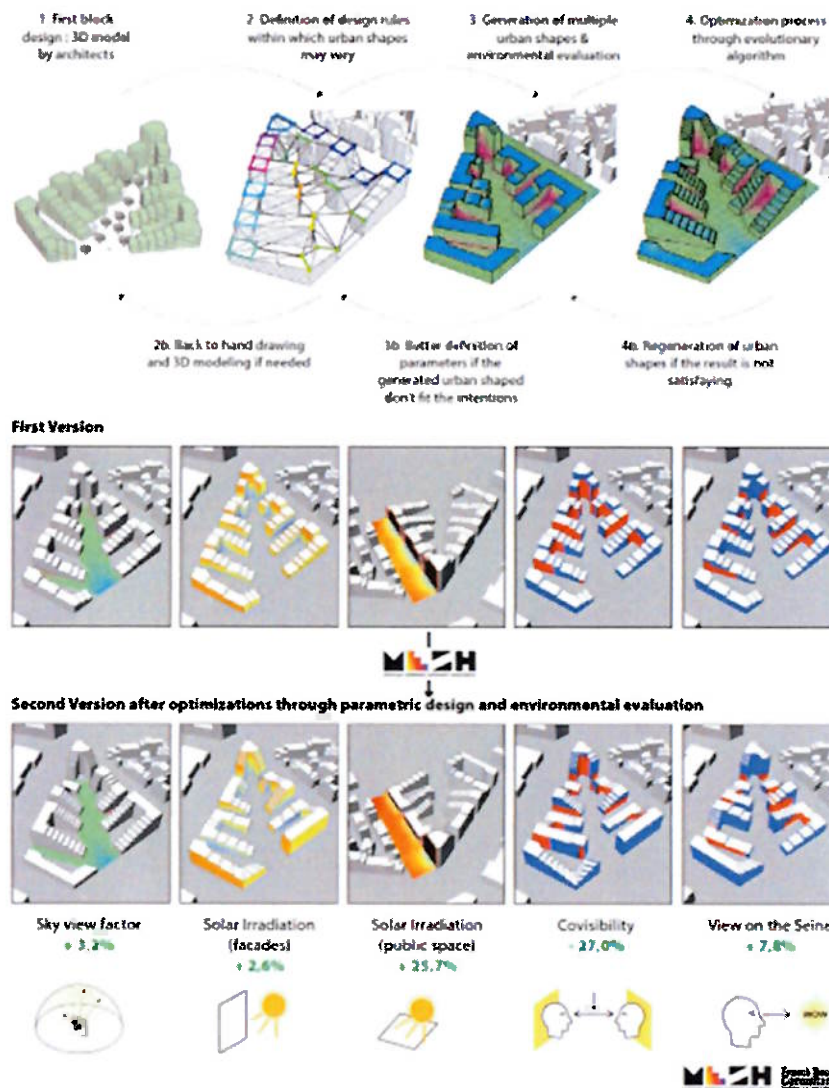 1 First block
design : 3D model
by architects
2 Definition of design rules
within which urban shapes
may vary
3 Generation of multiple
urban shapes &
environmental evaluation
4. Optimization process
through evolutionary
algorithm
2b. Back to hand drawing
and 3D modeling if needed
3b. Better definition of
parameters if the
generated urban shaped
don't fit the intentions
4b. Regeneration of urban
shapes if the result is not
satisfaying
First Version
MESH
Second Version after optimizations through parametric design and environmental evaluation
Sky view factor
+ 3,2%
Solar Irradiation
(facades)
+ 2,6%
Solar Irradiation
(public space)
+ 25,7%
Covisibility
- 27,0%
View on the Seine
+ 7,8%
WOW
MESH